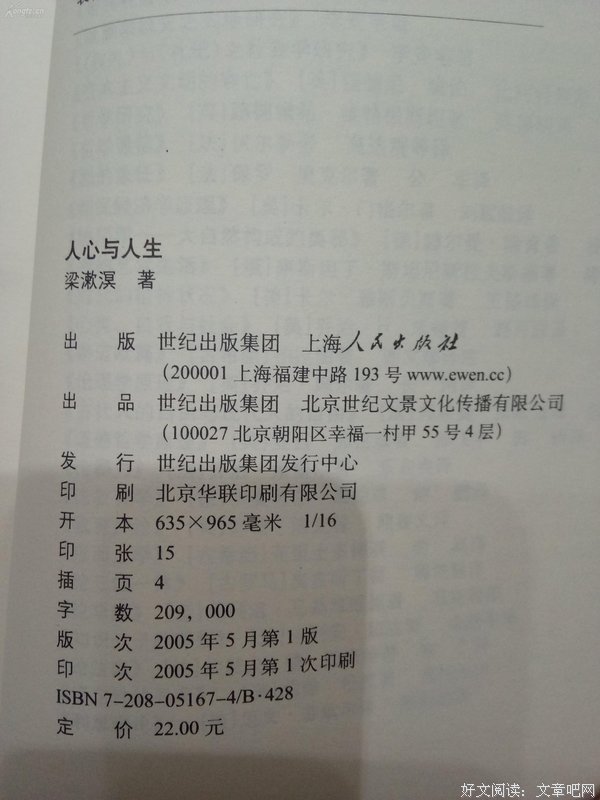 人心与人生
梁漱溟 著
出 版 世纪出版集团 上海人民出版社
(200001 上海福建中路 193 号 www.ewen.cc)
出 品 世纪出版集团 北京世纪文景文化传播有限公司
(100027 北京朝阳区幸福一村甲 55 号 4 层)
发 行 世纪出版集团发行中心
印 刷 北京华联印刷有限公司
开 本 635×965 毫米 1/16
印 张 15
插 页 4
字 数 209,000
版 次 2005 年 5 月第 1 版
印 次 2005 年 5 月第 1 次印刷
ISBN 7-208-05167-4/B·428
定 价 22.00 元
好文阅读:文章吧网